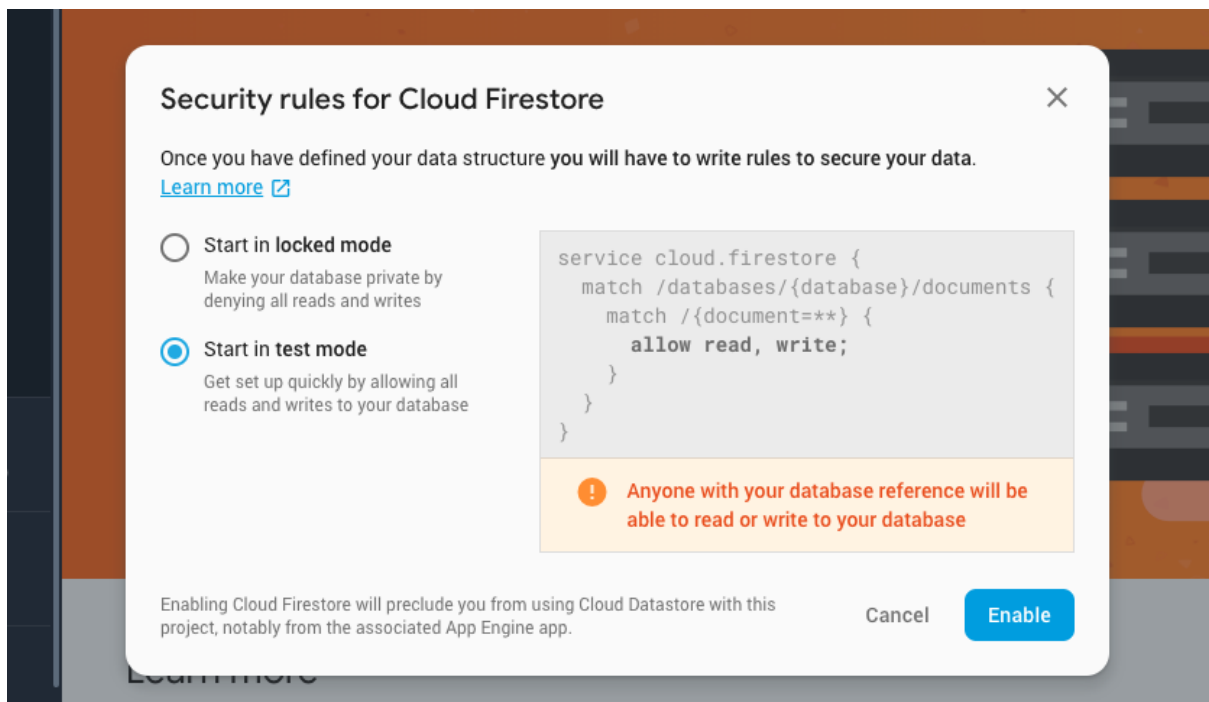 Security rules for Cloud Firestore
Once you have defined your data structure you will have to write rules to secure your data.
Learn more
Start in locked mode
Make your database private by
denying all reads and writes
Start in test mode
Get set up quickly by allowing all
reads and writes to your database
service cloud.firestore {
match /databases/{database}/documents {
match /{document=**} {
allow read, write;
}
}
}
Anyone with your database reference will be
able to read or write to your database
Enabling Cloud Firestore will preclude you from using Cloud Datastore with this
project, notably from the associated App Engine app.
Cancel
Enable
Learn more